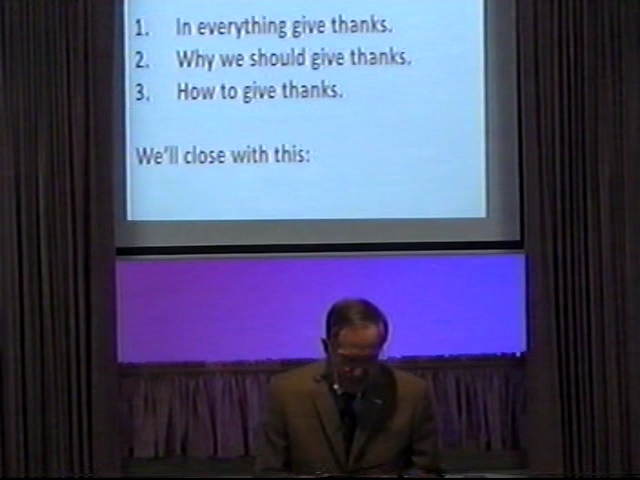 1. In everything give thanks.
2. Why we should give thanks.
3. How to give thanks.
We'll close with this: